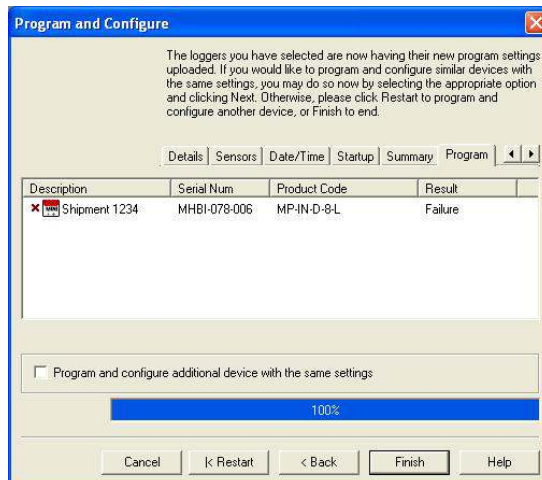 Program and Configure
The loggers you have selected are now having their new program settings
uploaded. If you would like to program and configure similar devices with
the same settings, you may do so now by selecting the appropriate option
and clicking Next. Otherwise, please click Restart to program and
configure another device, or Finish to end.
Details Sensors Date/Time Startup Summary Program
Description Serial Num Product Code Result
Shipment 1234 MHBI-078-006 MP-IN-D-8-L Failure
Program and configure additional device with the same settings
100%
Cancel |< Restart < Back Finish Help